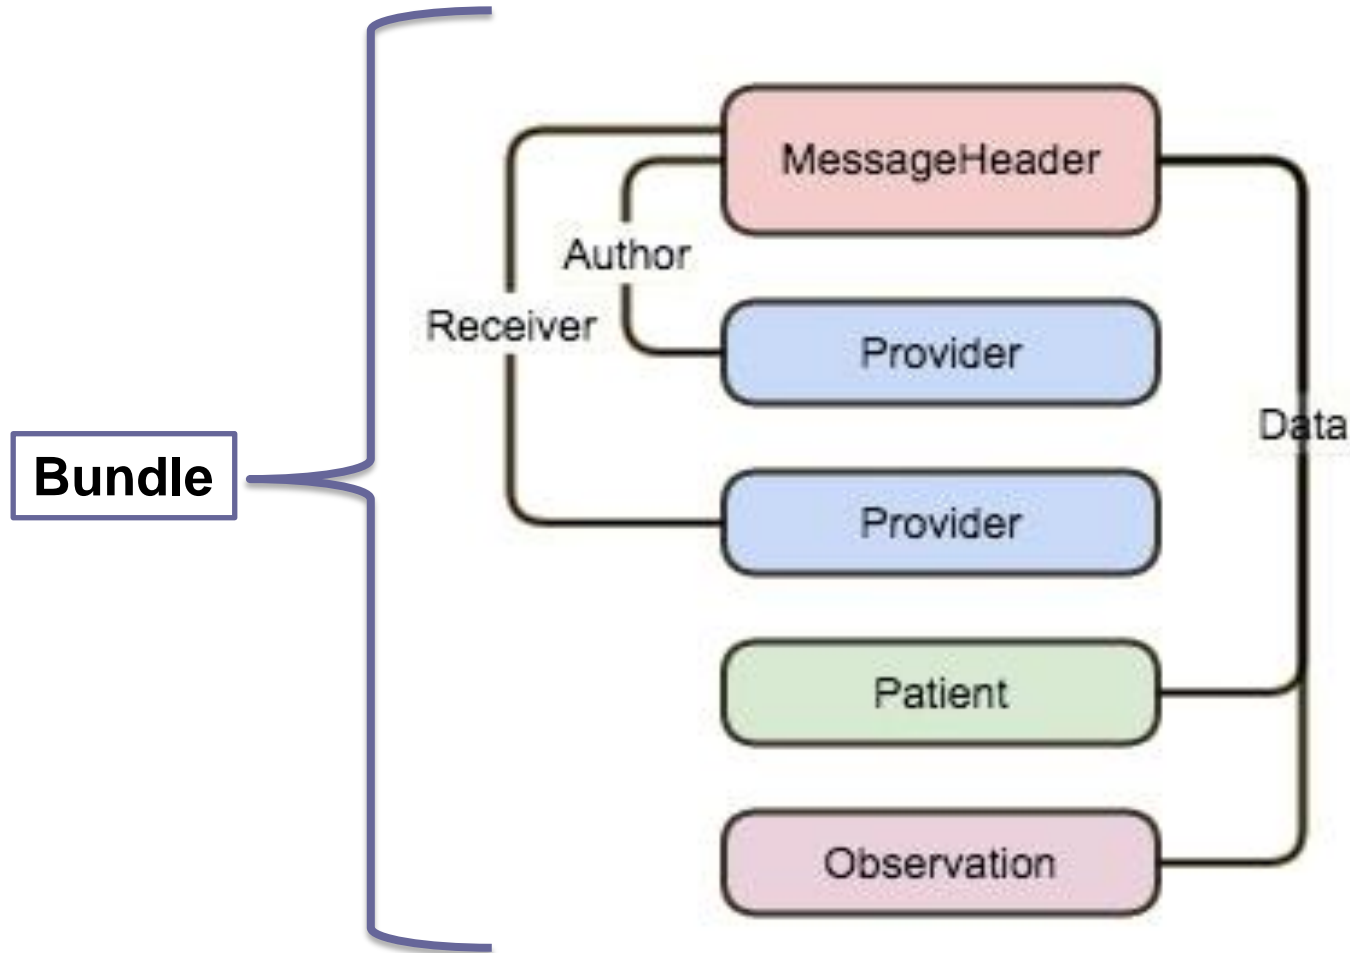 MessageHeader
Author
Receiver
Provider
Data
Bundle
Provider
Patient
Observation